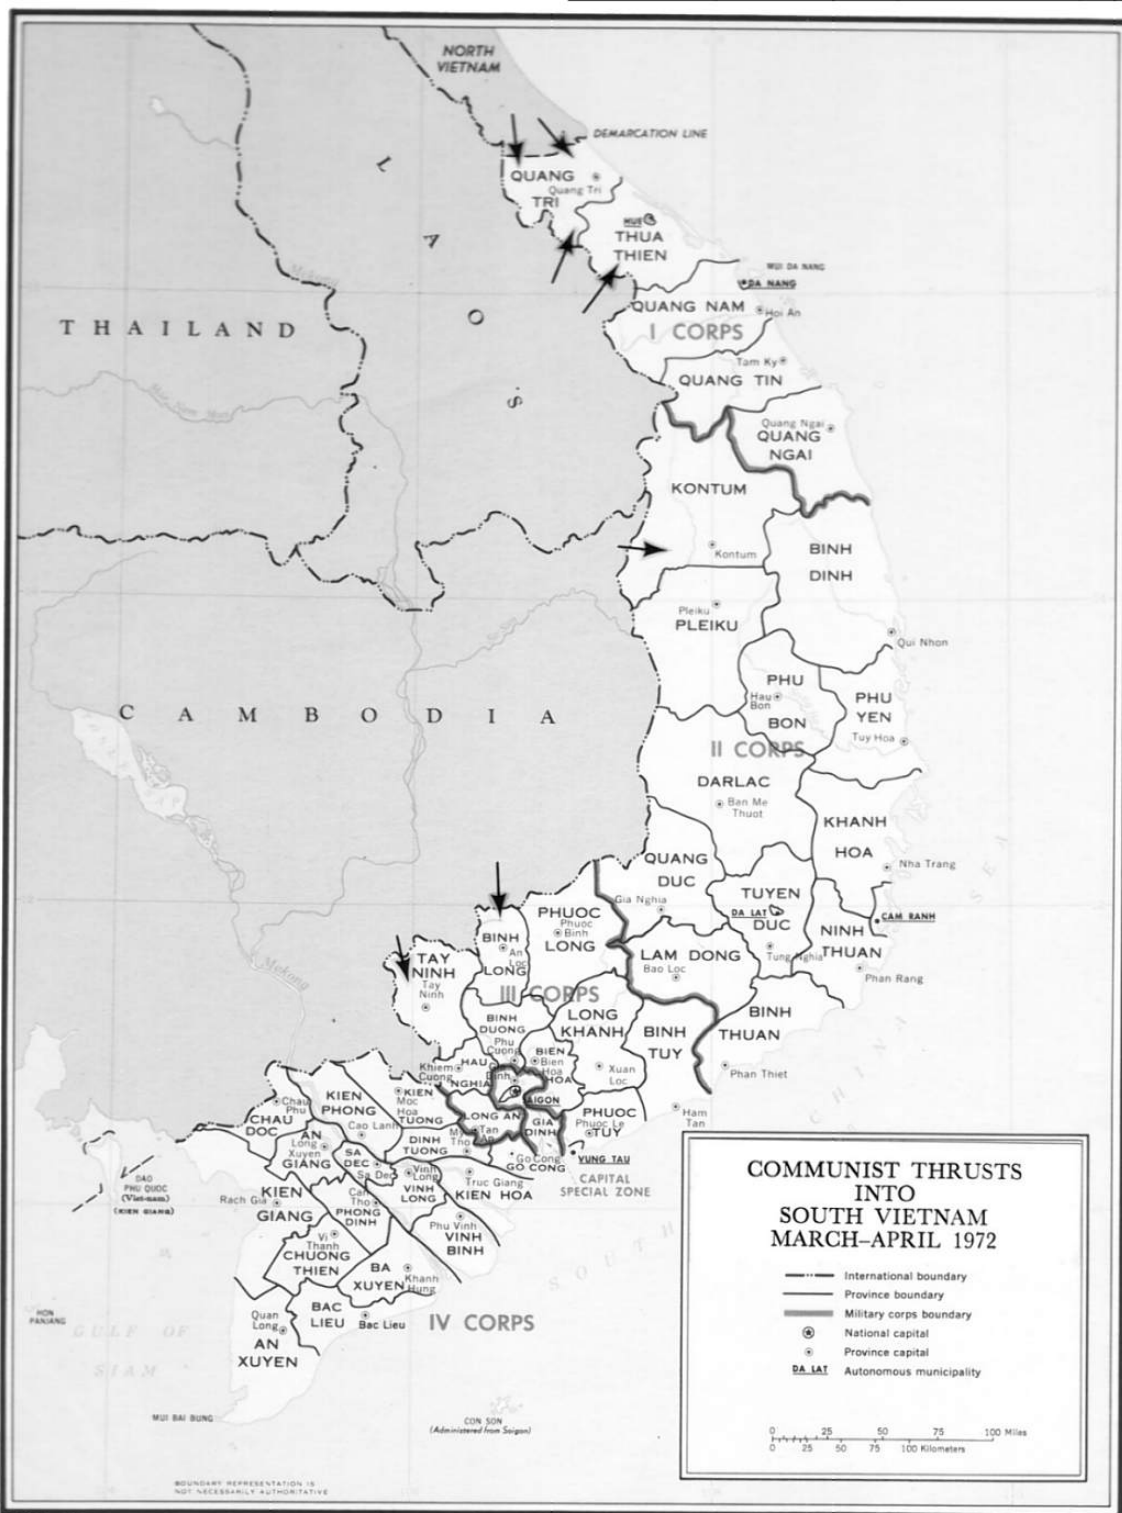 NORTH
VIETNAM
DEMARCATION LINE
L A O S
QUANG
TRI
Quang Tri
HUE
THUA
THIEN
MUI DA NANG
DA NANG
THAILAND
Mekong
QUANG NAM
Hoi An
I CORPS
Tam Ky
QUANG TIN
Quang Ngai
QUANG
NGAI
KONTUM
Kontum
BINH
DINH
Pleiku
PLEIKU
Qui Nhon
CAMBODIA
PHU
Hau
Bon
BON
PHU
YEN
Tuy Hoa
II CORPS
DARLAC
Ban Me
Thuot
KHANH
HOA
Nha Trang
QUANG
DUC
Gia Nghia
TUYEN
DA LAT
DUC
Tung Nghia
CAM RANH
NINH
THUAN
Phan Rang
PHUOC
Phuoc
Binh
LONG
BINH
An
Loc
LONG
LAM DONG
Bao Loc
TAY
NINH
Tay
Ninh
III CORPS
Mekong
LONG
KHANH
BINH
DUONG
Phu
Cuong
BINH
TUY
BINH
THUAN
BIEN
Bien
Hoa
HOA
Xuan
Loc
Phan Thiet
Khiem
Cuong
HAU
NGHIA
Dinh
SAIGON
Ham
Tan
KIEN
PHONG
KIEN
Moc
Hoa
TUONG
LONG AN
Tan
An
GIA
DINH
PHUOC
Phuoc Le
TUY
Chau
Phu
CHAU
DOC
Cao Lanh
DINH
TUONG
My
Tho
VUNG TAU
AN
Long
Xuyen
GIANG
SA
DEC
Sa Dec
Vinh
Long
VINH
LONG
Go Cong
GO CONG
CAPITAL
SPECIAL ZONE
Truc Giang
KIEN HOA
DAO
PHU QUOC
(Viet-nam)
(KIEN GIANG)
Rach Gia
KIEN
GIANG
Can
Tho
PHONG
DINH
Phu Vinh
VINH
BINH
Vi
Thanh
CHUONG
THIEN
BA
XUYEN
Khanh
Hung
SOUTH
CHINA
SEA
HON
PANJANG
GULF OF
SIAM
Quan
Long
BAC
LIEU
Bac Lieu
IV CORPS
AN
XUYEN
MUI BAI BUNG
CON SON
(Administered from Saigon)
BOUNDARY REPRESENTATION IS
NOT NECESSARILY AUTHORITATIVE
COMMUNIST THRUSTS
INTO
SOUTH VIETNAM
MARCH–APRIL 1972
International boundary
Province boundary
Military corps boundary
National capital
Province capital
DA LAT Autonomous municipality
0 25 50 75 100 Miles
0 25 50 75 100 Kilometers